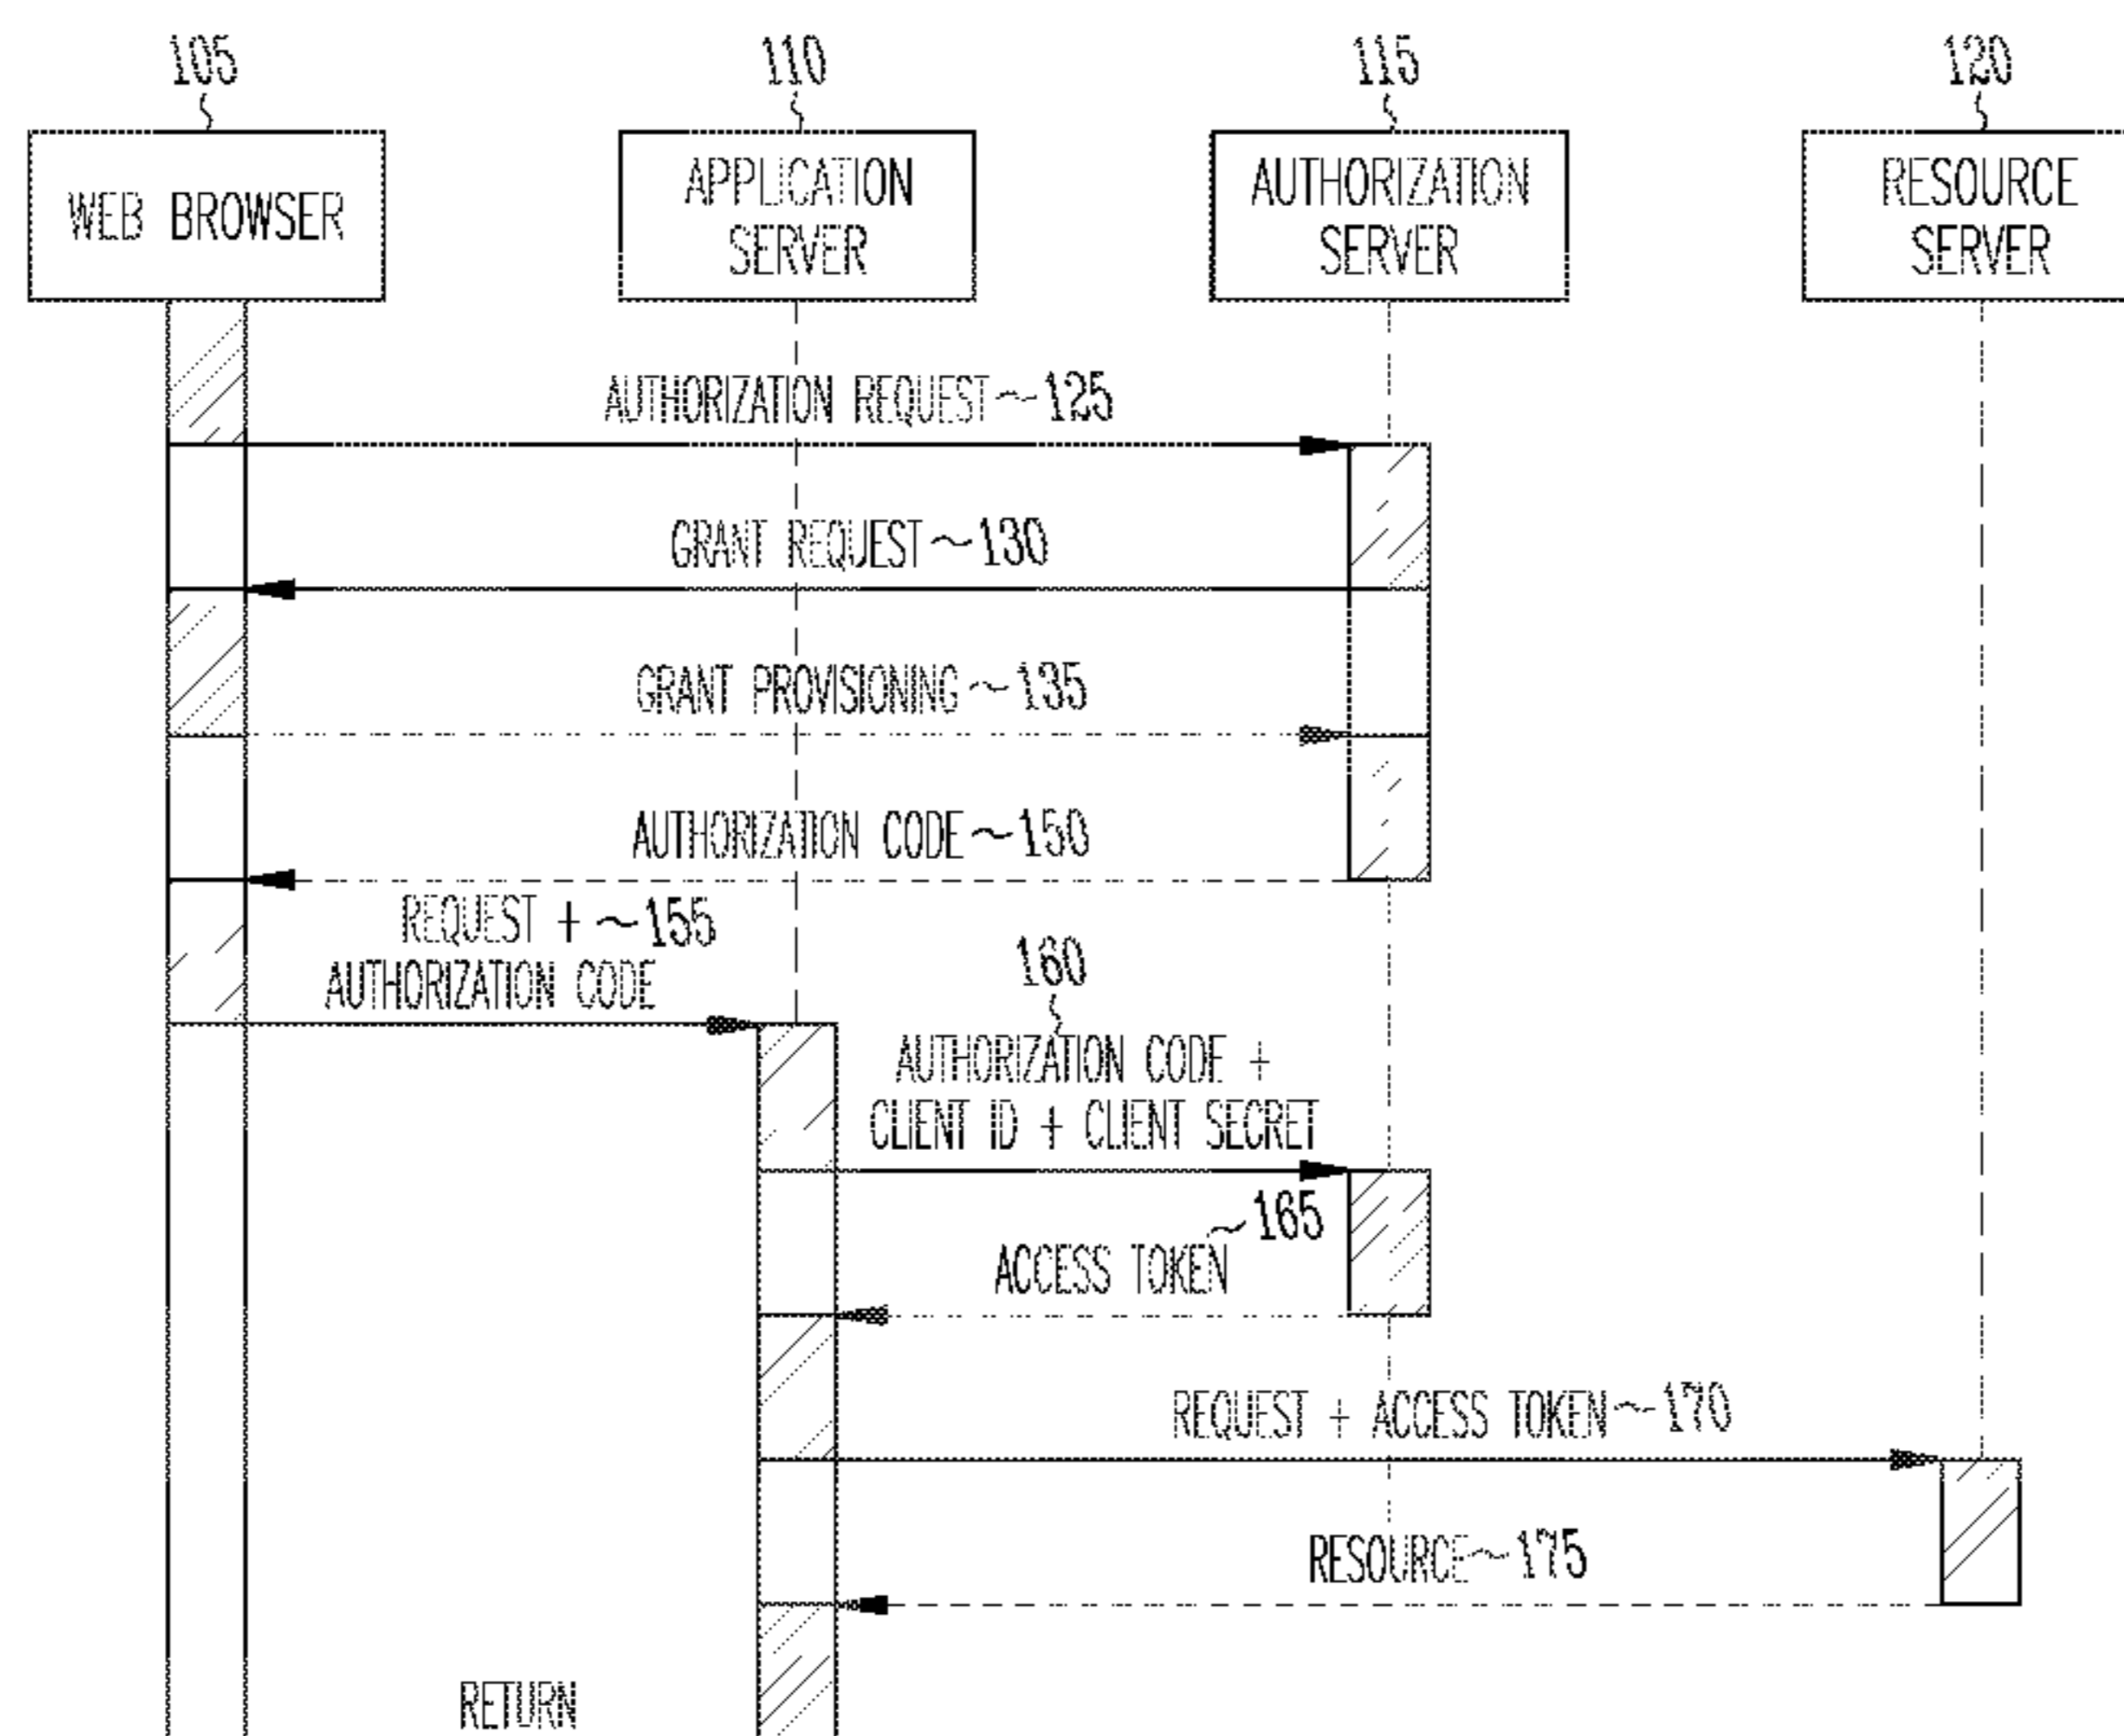 105
110
115
120
WEB BROWSER
APPLICATION
SERVER
AUTHORIZATION
SERVER
RESOURCE
SERVER
AUTHORIZATION REQUEST~125
GRANT REQUEST~130
GRANT PROVISIONING~135
AUTHORIZATION CODE~150
REQUEST + ~155
AUTHORIZATION CODE
160
AUTHORIZATION CODE +
CLIENT ID + CLIENT SECRET
~165
ACCESS TOKEN
REQUEST + ACCESS TOKEN~170
RESOURCE~175
RETURN